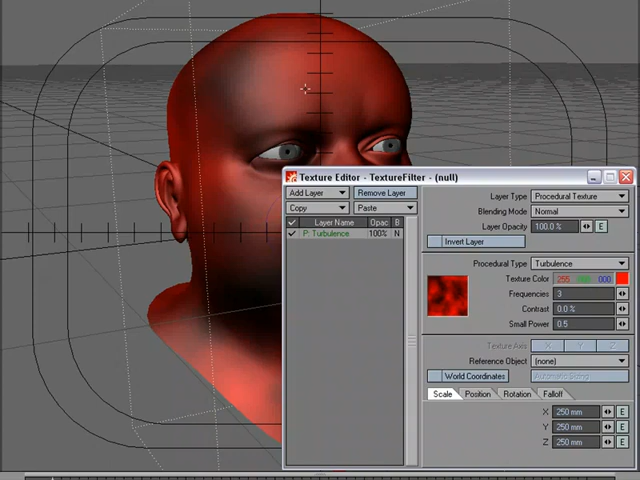 Texture Editor - TextureFilter - (null)
Add Layer Remove Layer
Copy Paste
Layer Name Opac B
P: Turbulence 100% N
Layer Type Procedural Texture
Blending Mode Normal
Layer Opacity 100.0 % E
Invert Layer
Procedural Type Turbulence
Texture Color 255 000 000
Frequencies 3
Contrast 0.0 %
Small Power 0.5
Texture Axis X Y Z
Reference Object (none)
World Coordinates Automatic Sizing
Scale Position Rotation Falloff
X 250 mm E
Y 250 mm E
Z 250 mm E